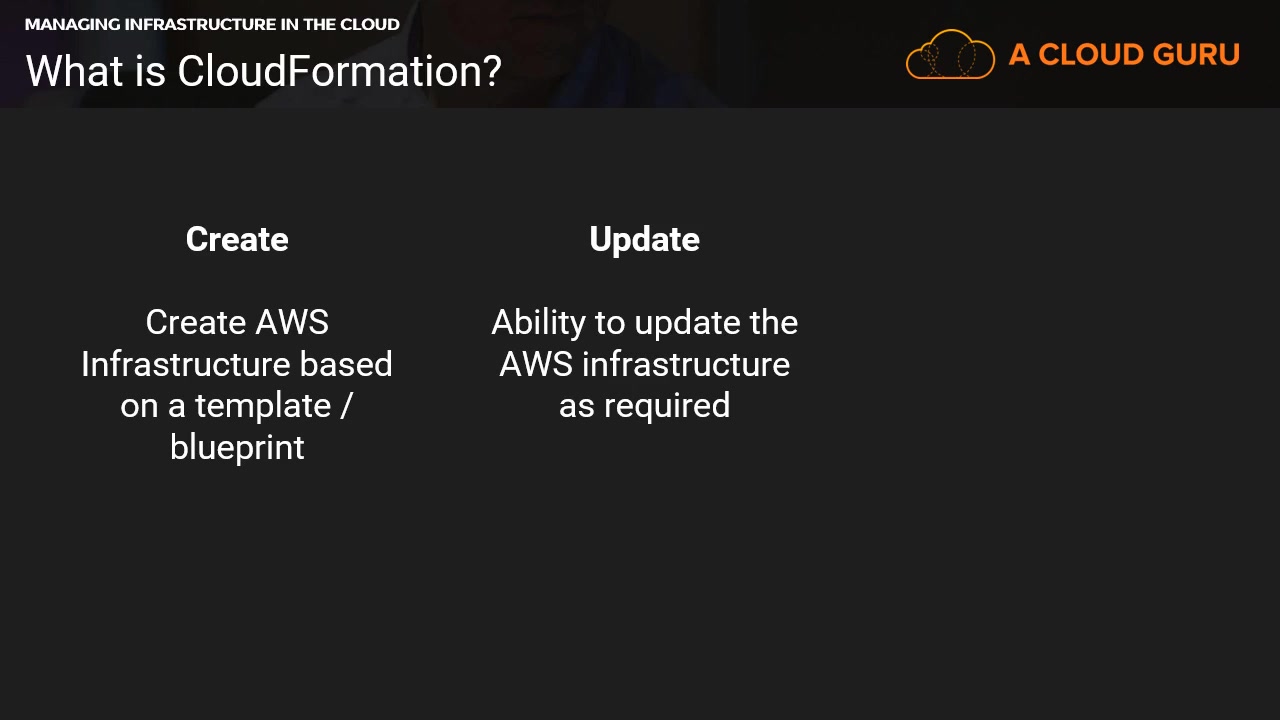 MANAGING INFRASTRUCTURE IN THE CLOUD
What is CloudFormation?
A CLOUD GURU
Create
Create AWS
Infrastructure based
on a template /
blueprint
Update
Ability to update the
AWS infrastructure
as required